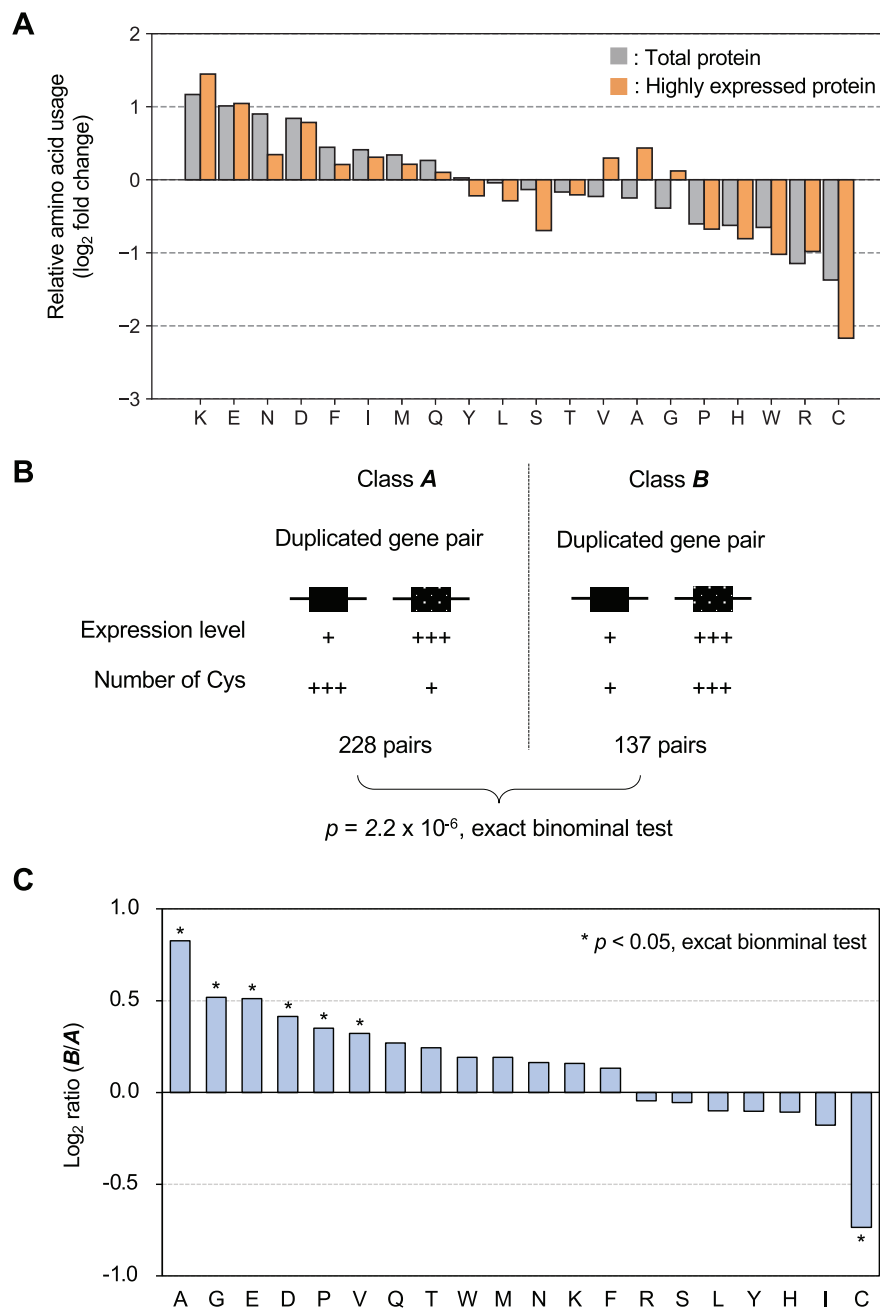 A
2
1
0
−1
−2
−3
Relative amino acid usage
(log2 fold change)
: Total protein
: Highly expressed protein
K E N D F I M Q Y L S T V A G P H W R C
B
Class A
Class B
Duplicated gene pair
Duplicated gene pair
Expression level + +++ + +++
Number of Cys +++ + + +++
228 pairs
137 pairs
p = 2.2 x 10-6, exact binominal test
C
1.0
0.5
0.0
-0.5
-1.0
Log2 ratio (B/A)
* p < 0.05, excat bionminal test
* * * * * *
*
A G E D P V Q T W M N K F R S L Y H I C